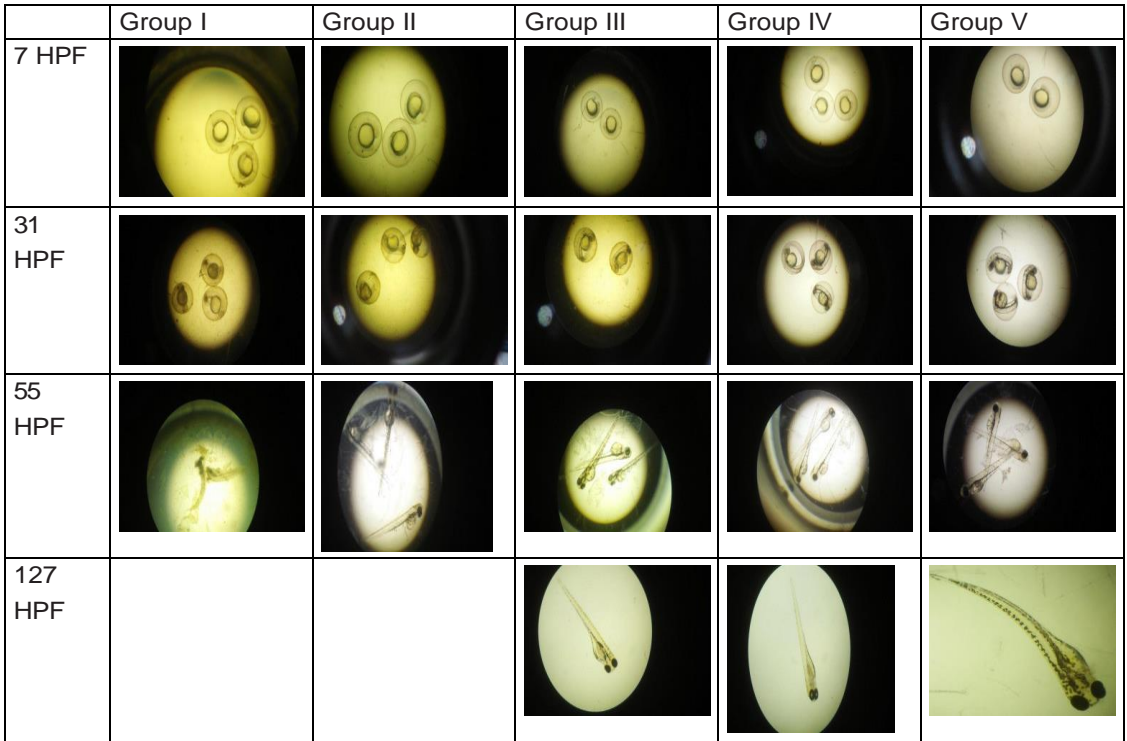 Group I Group II Group III Group IV Group V
7 HPF
31
HPF
55
HPF
127
HPF